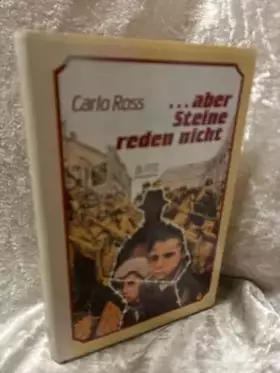 Carlo Ross
...aber
Steine
reden nicht